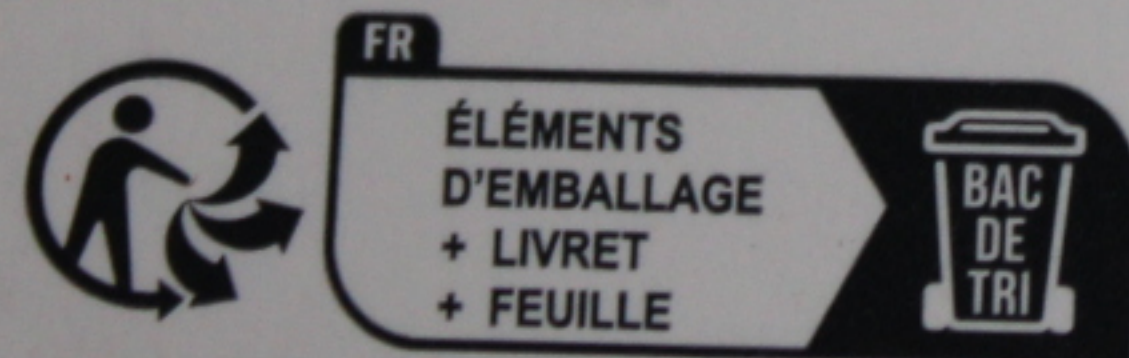 FR
ÉLÉMENTS
D'EMBALLAGE
+ LIVRET
+ FEUILLE
BAC
DE
TRI